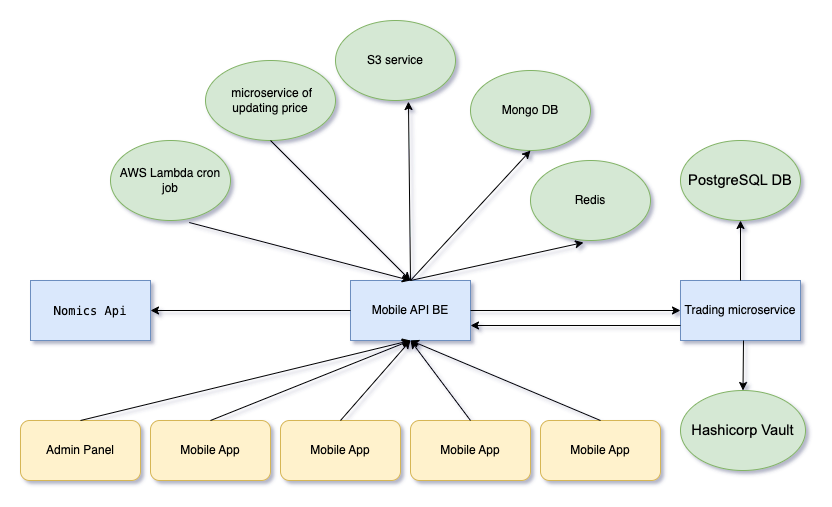 S3 service
microservice of
updating price
Mongo DB
AWS Lambda cron
job
PostgreSQL DB
Redis
Nomics Api
Mobile API BE
Trading microservice
Admin Panel
Mobile App
Mobile App
Mobile App
Mobile App
Hashicorp Vault